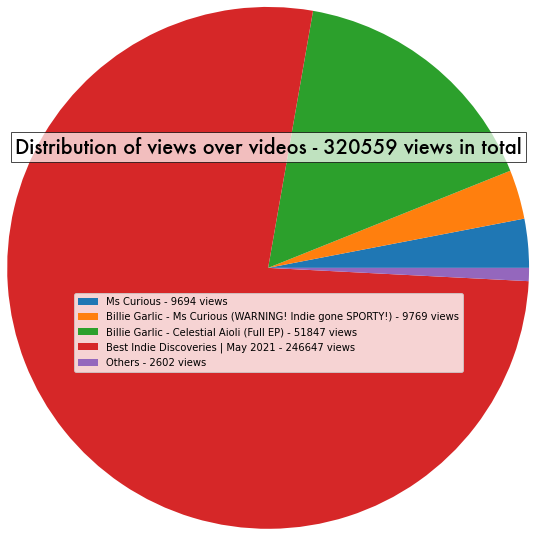 Distribution of views over videos - 320559 views in total
Ms Curious - 9694 views
Billie Garlic - Ms Curious (WARNING! Indie gone SPORTY!) - 9769 views
Billie Garlic - Celestial Aioli (Full EP) - 51847 views
Best Indie Discoveries | May 2021 - 246647 views
Others - 2602 views